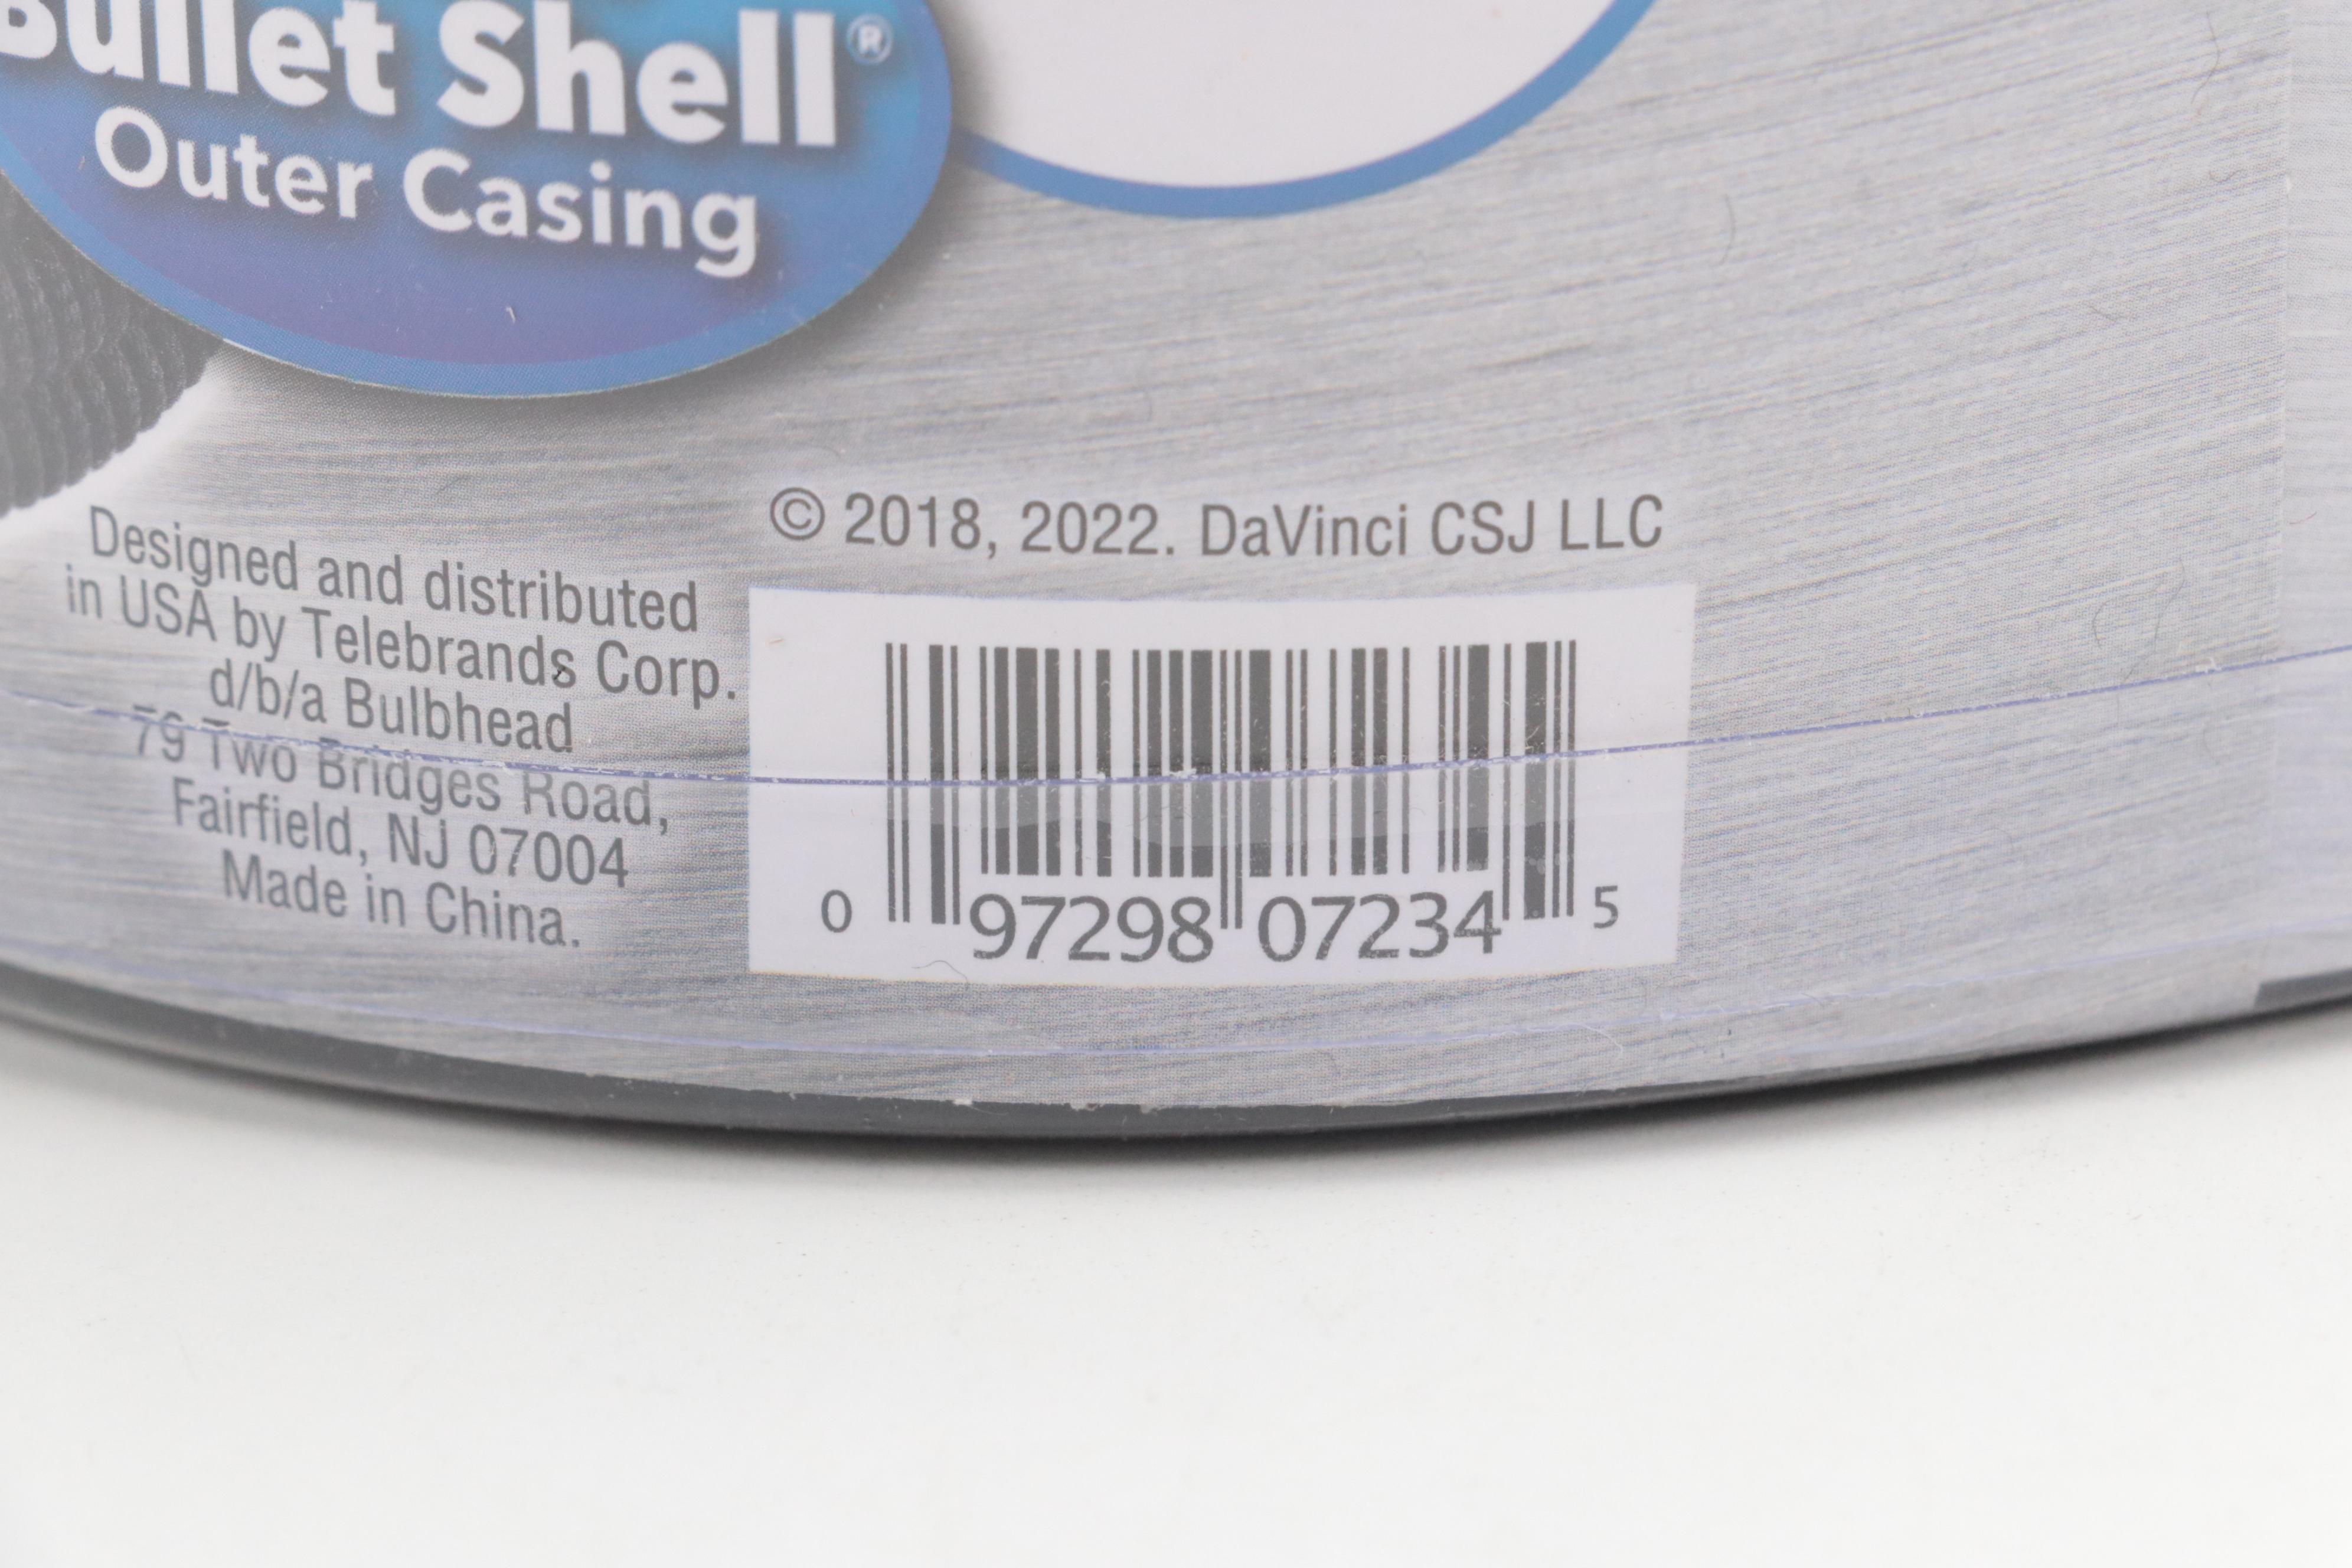 Bullet Shell®
Outer Casing
© 2018, 2022. DaVinci CSJ LLC
Designed and distributed
in USA by Telebrands Corp.
d/b/a Bulbhead
79 Two Bridges Road,
Fairfield, NJ 07004
Made in China.
0 97298 07234 5